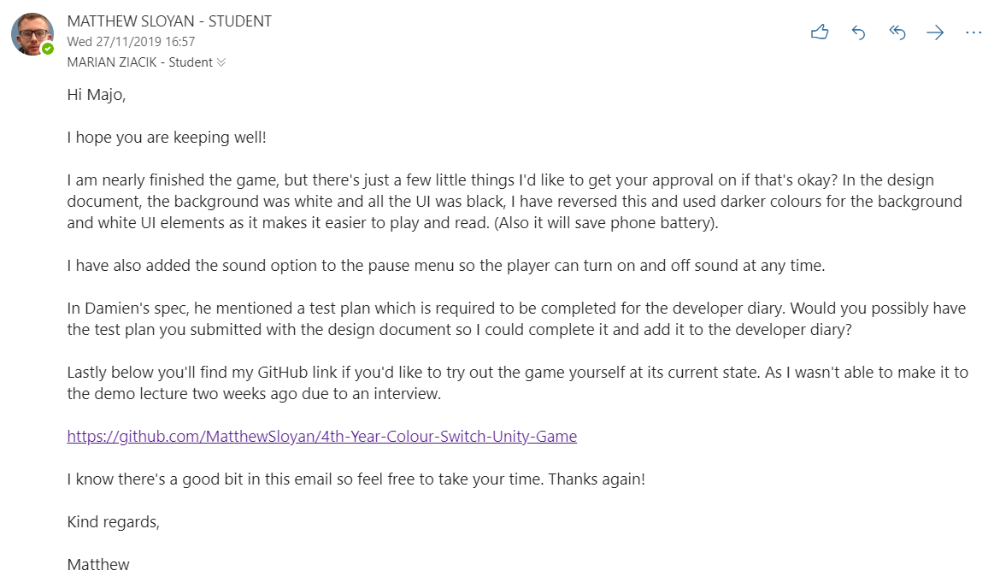 MATTHEW SLOYAN - STUDENT
Wed 27/11/2019 16:57
MARIAN ZIACIK - Student
Hi Majo,
I hope you are keeping well!
I am nearly finished the game, but there's just a few little things I'd like to get your approval on if that's okay? In the design
document, the background was white and all the UI was black, I have reversed this and used darker colours for the background
and white UI elements as it makes it easier to play and read. (Also it will save phone battery).
I have also added the sound option to the pause menu so the player can turn on and off sound at any time.
In Damien's spec, he mentioned a test plan which is required to be completed for the developer diary. Would you possibly have
the test plan you submitted with the design document so I could complete it and add it to the developer diary?
Lastly below you'll find my GitHub link if you'd like to try out the game yourself at its current state. As I wasn't able to make it to
the demo lecture two weeks ago due to an interview.
https://github.com/MatthewSloyan/4th-Year-Colour-Switch-Unity-Game
I know there's a good bit in this email so feel free to take your time. Thanks again!
Kind regards,
Matthew